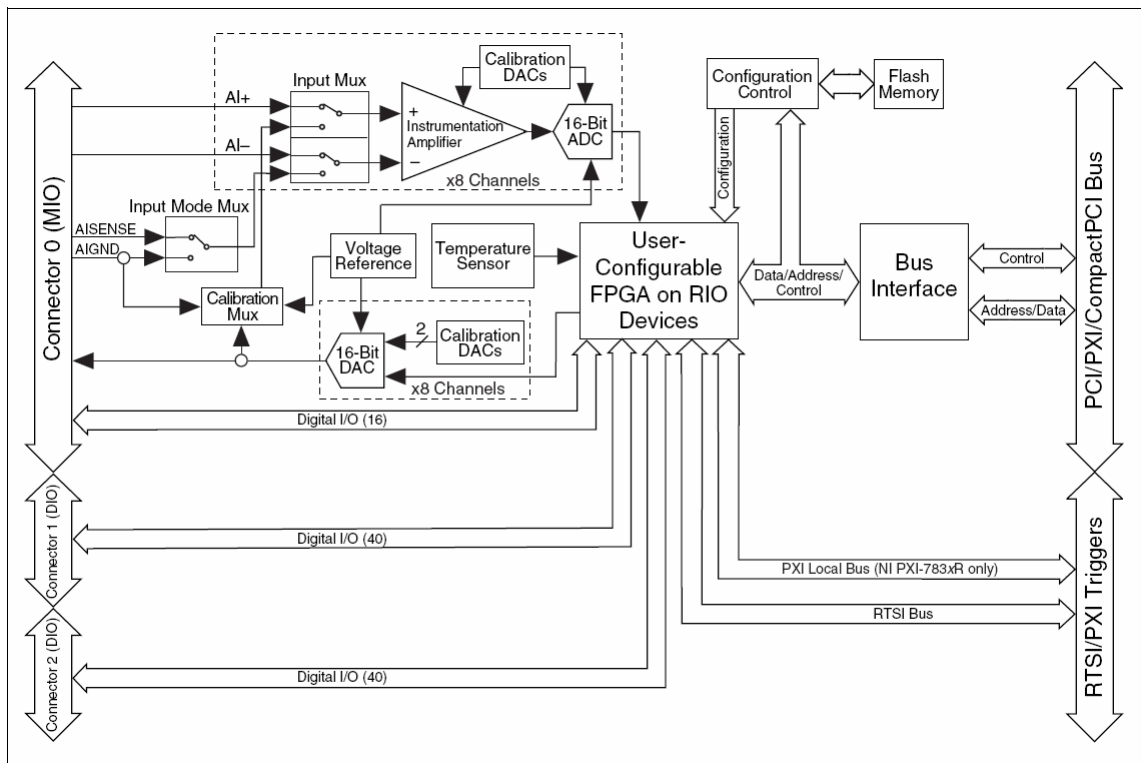 Calibration
DACs
Input Mux
Configuration
Control
Flash
Memory
AI+
+
Instrumentation
Amplifier
−
16-Bit
ADC
AI−
x8 Channels
Configuration
Connector 0 (MIO)
Input Mode Mux
AISENSE
AIGND
Voltage
Reference
Temperature
Sensor
User-
Configurable
FPGA on RIO
Devices
Data/Address/
Control
Bus
Interface
Control
Address/Data
PCI/PXI/CompactPCI Bus
Calibration
Mux
2
Calibration
DACs
16-Bit
DAC
x8 Channels
Digital I/O (16)
Connector 1 (DIO)
Digital I/O (40)
PXI Local Bus (NI PXI-783xR only)
RTSI Bus
RTSI/PXI Triggers
Connector 2 (DIO)
Digital I/O (40)